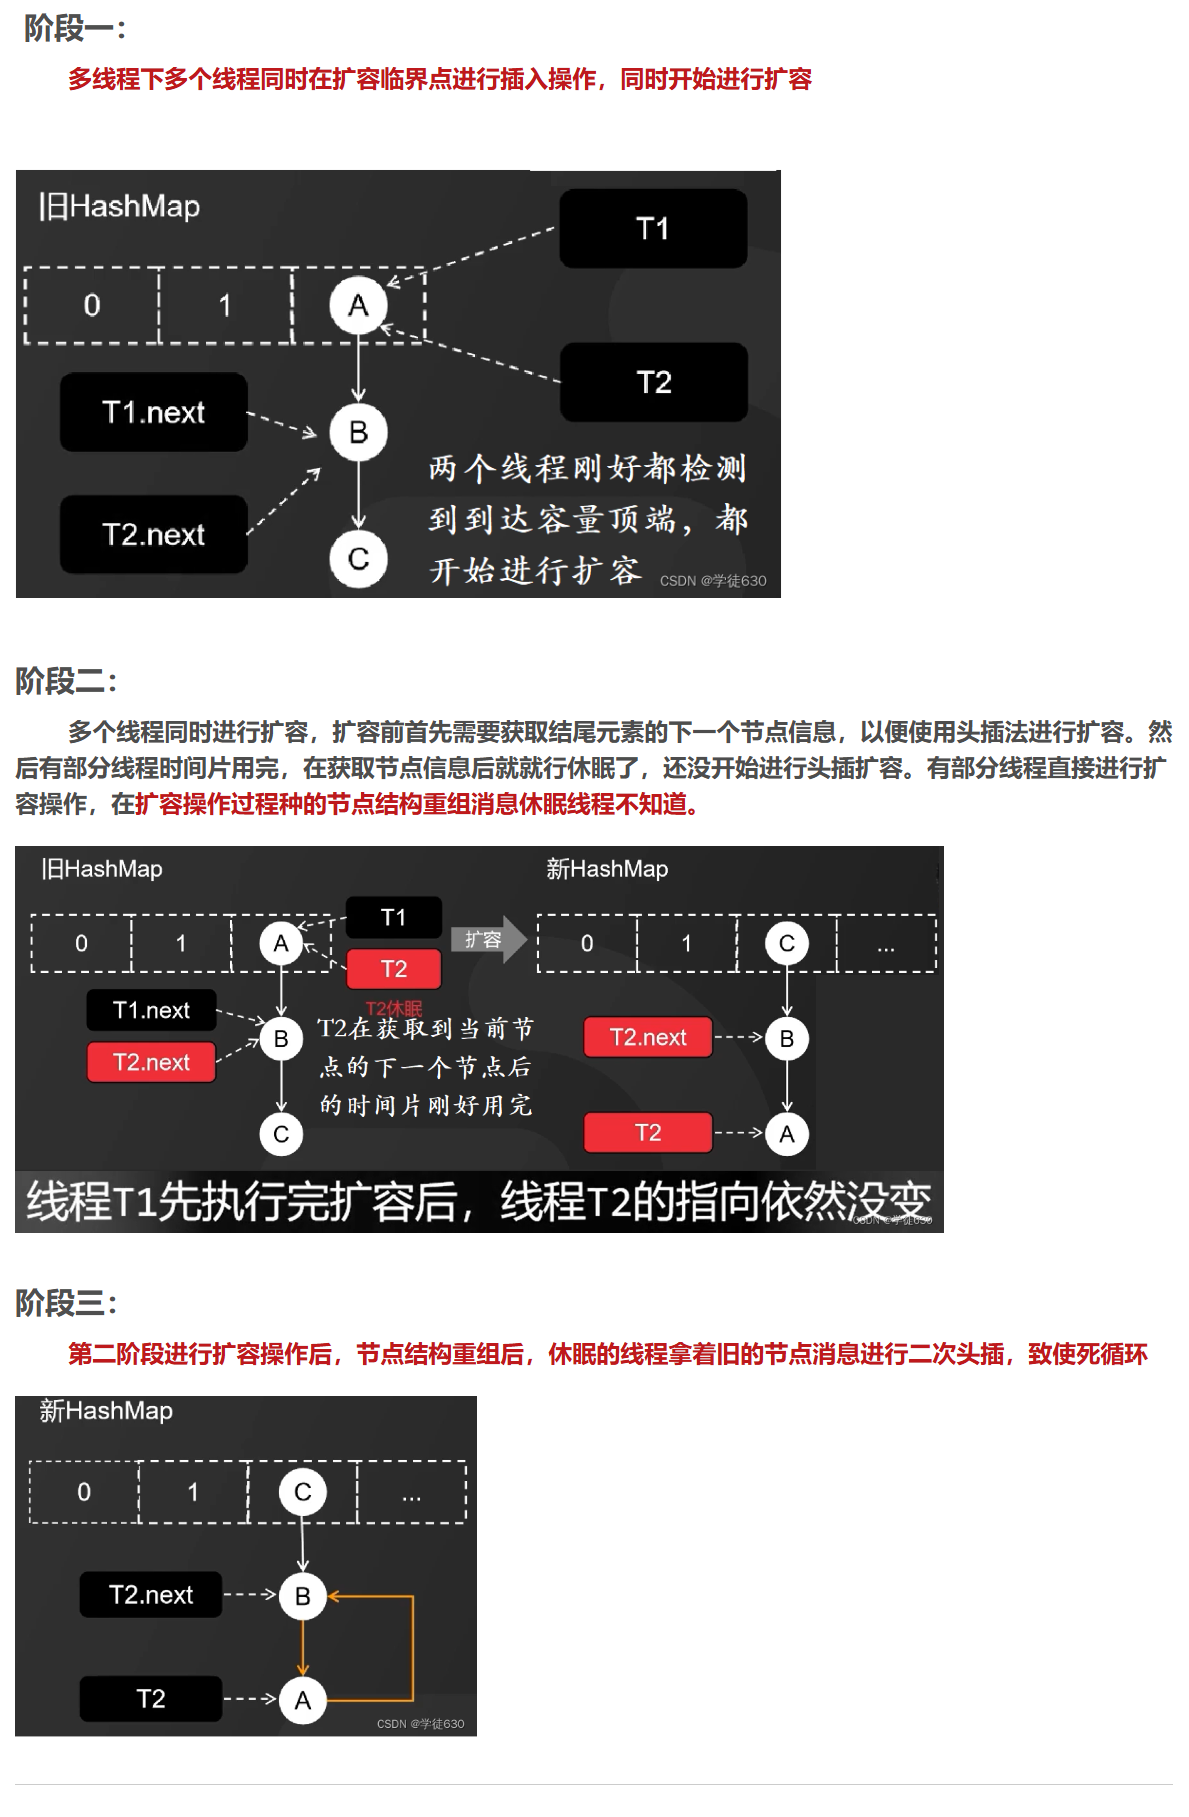 阶段一：
多线程下多个线程同时在扩容临界点进行插入操作，同时开始进行扩容
旧HashMap
T1
0
1
A
T2
T1.next
B
两个线程刚好都检测
到到达容量顶端，都
开始进行扩容
T2.next
C
CSDN @学徒630
阶段二：
多个线程同时进行扩容，扩容前首先需要获取结尾元素的下一个节点信息，以便使用头插法进行扩容。然
后有部分线程时间片用完，在获取节点信息后就就行休眠了，还没开始进行头插扩容。有部分线程直接进行扩
容操作，在扩容操作过程种的节点结构重组消息休眠线程不知道。
旧HashMap
新HashMap
T1
0
1
A
扩容
0
1
C
...
T2
T2休眠
T1.next
T2.next
B
T2在获取到当前节
点的下一个节点后
的时间片刚好用完
C
T2.next
B
T2
A
线程T1先执行完扩容后，线程T2的指向依然没变
CSDN @学徒630
阶段三：
第二阶段进行扩容操作后，节点结构重组后，休眠的线程拿着旧的节点消息进行二次头插，致使死循环
新HashMap
0
1
C
...
T2.next
B
T2
A
CSDN @学徒630